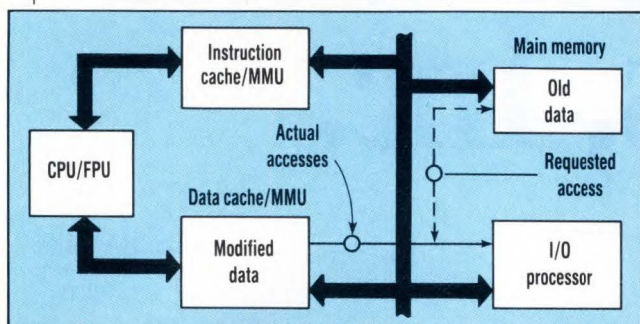 Instruction
cache/MMU
Main memory
Old
data
Actual
accesses
Requested
access
CPU/FPU
Data cache/MMU
Modified
data
I/O
processor